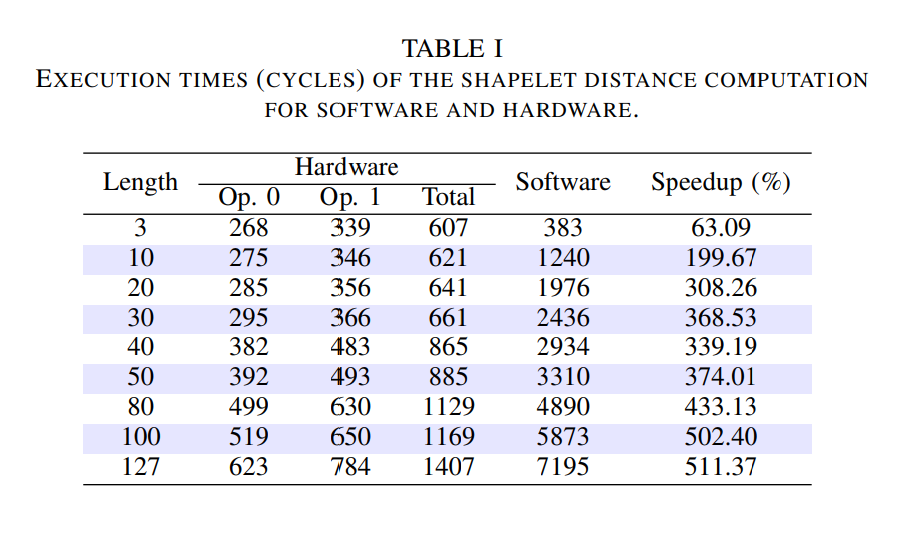 TABLE I
EXECUTION TIMES (CYCLES) OF THE SHAPELET DISTANCE COMPUTATION
FOR SOFTWARE AND HARDWARE.
Length Hardware Software Speedup (%)
Op. 0 Op. 1 Total
3 268 339 607 383 63.09
10 275 346 621 1240 199.67
20 285 356 641 1976 308.26
30 295 366 661 2436 368.53
40 382 483 865 2934 339.19
50 392 493 885 3310 374.01
80 499 630 1129 4890 433.13
100 519 650 1169 5873 502.40
127 623 784 1407 7195 511.37